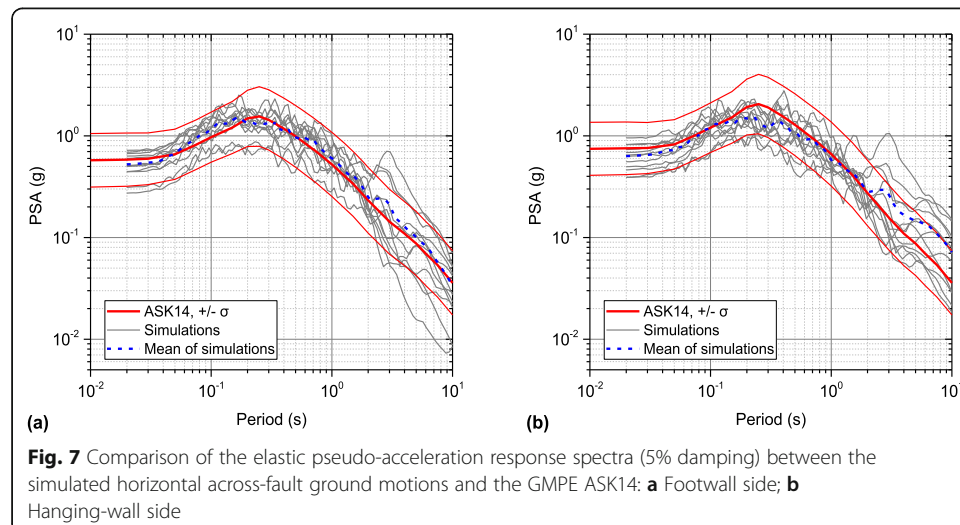 10¹
10⁰
10⁻¹
10⁻²
PSA (g)
ASK14, +/- σ
Simulations
Mean of simulations
10⁻² 10⁻¹ 10⁰ 10¹
Period (s)
(a)
10¹
10⁰
10⁻¹
10⁻²
PSA (g)
ASK14, +/- σ
Simulations
Mean of simulations
10⁻² 10⁻¹ 10⁰ 10¹
Period (s)
(b)
Fig. 7 Comparison of the elastic pseudo-acceleration response spectra (5% damping) between the
simulated horizontal across-fault ground motions and the GMPE ASK14: a Footwall side; b
Hanging-wall side